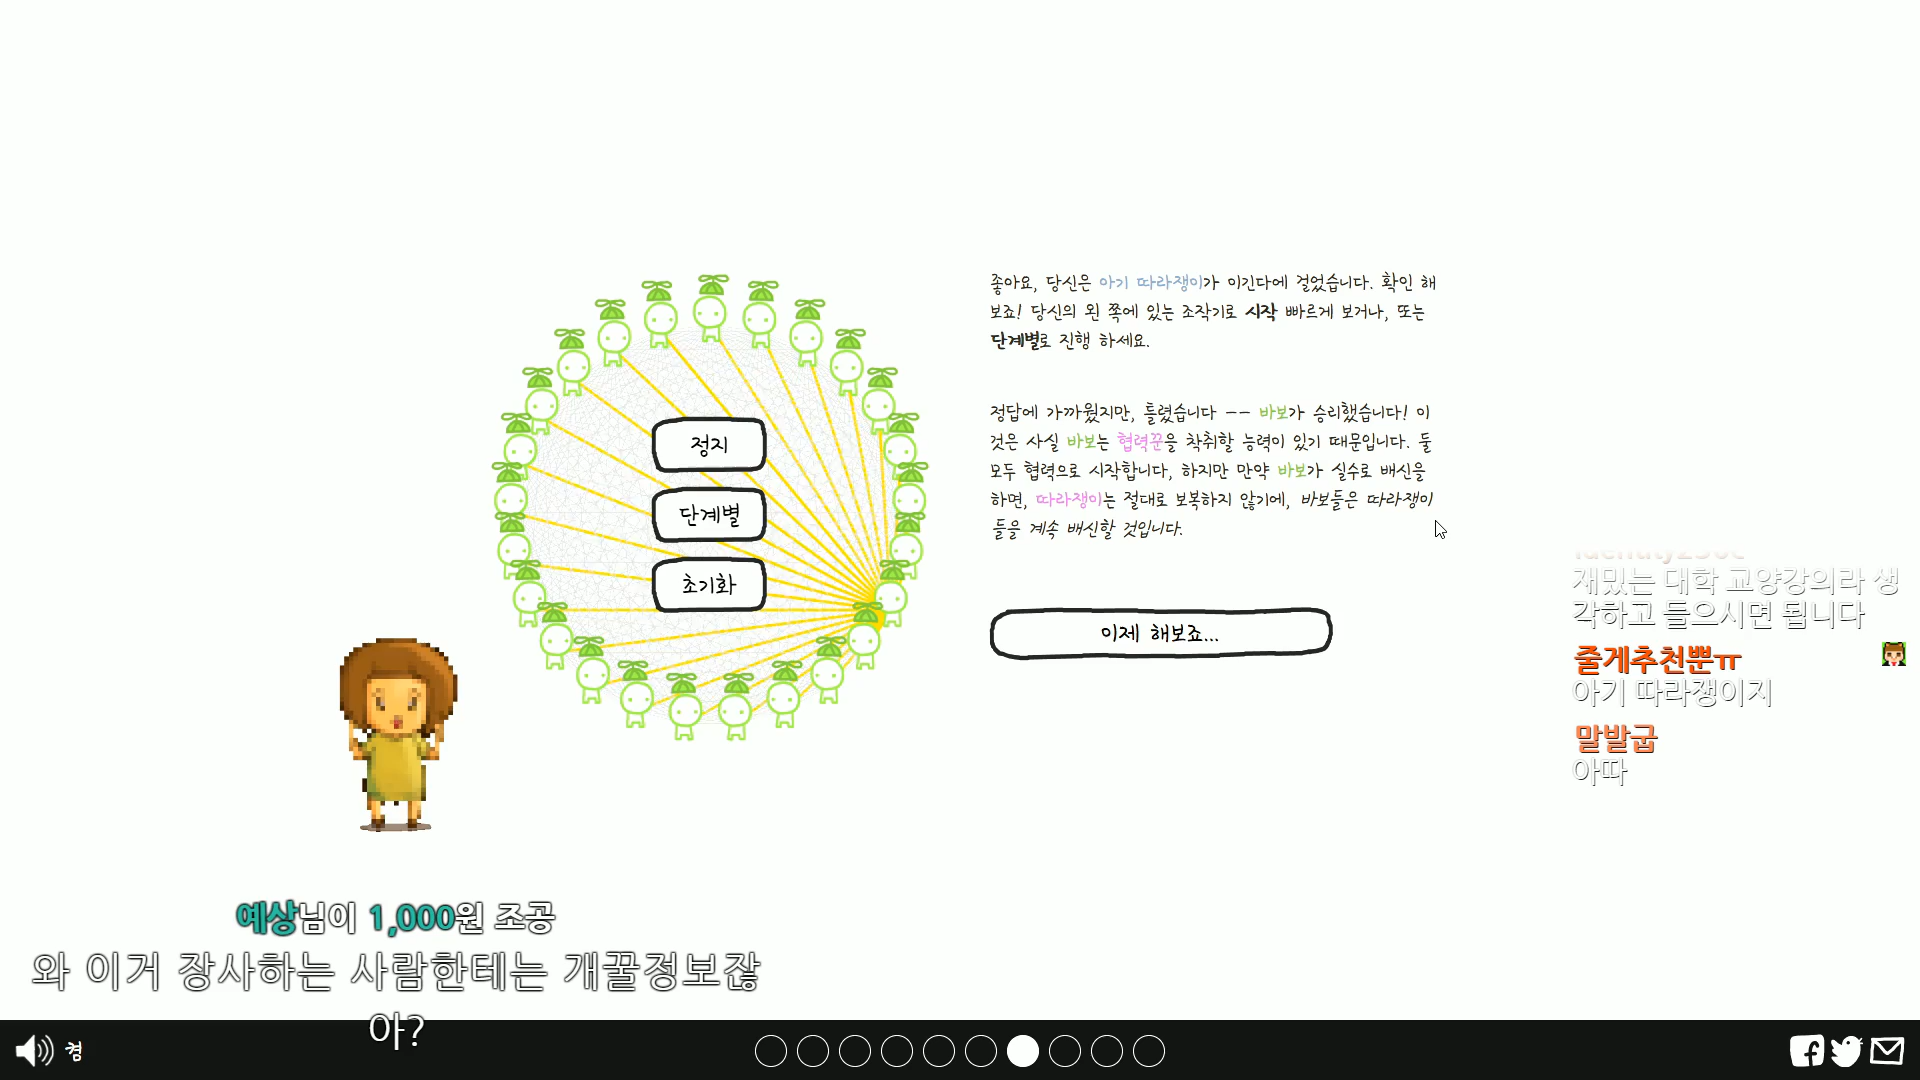 좋아요, 당신은 아기 따라쟁이가 이긴다에 걸었습니다. 확인 해
보죠! 당신의 왼 쪽에 있는 조작기로 시작 빠르게 보거나, 또는
단계별로 진행 하세요.
정답에 가까웠지만, 틀렸습니다 -- 바보가 승리했습니다! 이
것은 사실 바보는 협력꾼을 착취할 능력이 있기 때문입니다. 둘
모두 협력으로 시작합니다, 하지만 만약 바보가 실수로 배신을
하면, 따라쟁이는 절대로 보복하지 않기에, 바보들은 따라쟁이
들을 계속 배신할 것입니다.
정지
단계별
초기화
이제 해보죠...
재밌는 대학 교양강의라 생
각하고 들으시면 됩니다
줄게추천뿐ㅠ
아기 따라쟁이지
말발굽
아따
예상님이 1,000원 조공
와 이거 장사하는 사람한테는 개꿀정보잖
아?
켬